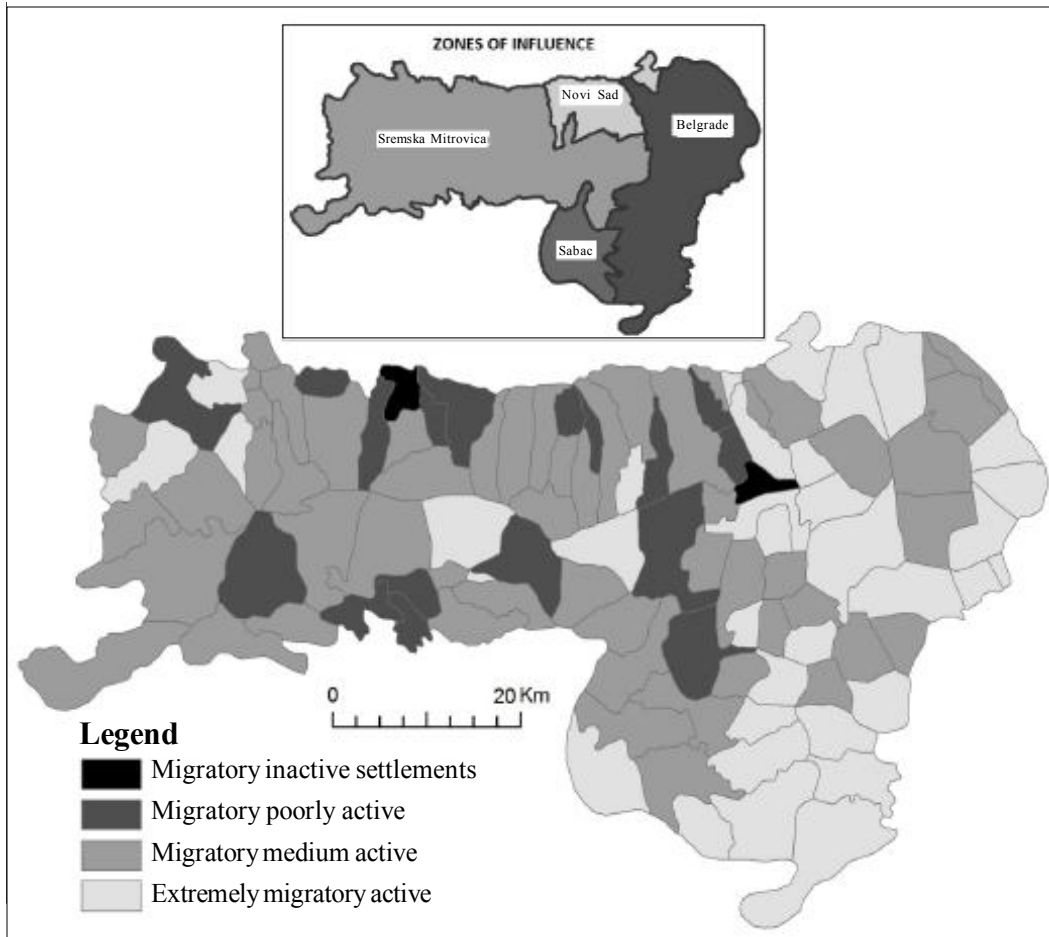 ZONES OF INFLUENCE
Novi Sad
Belgrade
Sremska Mitrovica
Sabac
0 20 Km
Legend
Migratory inactive settlements
Migratory poorly active
Migratory medium active
Extremely migratory active